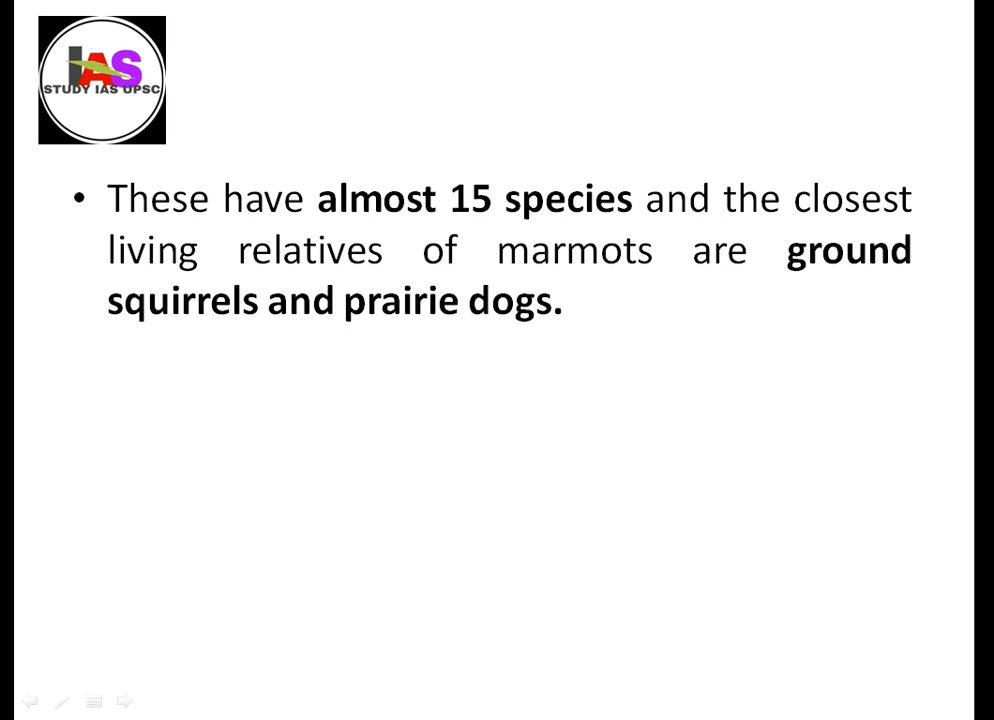 IAS
STUDY IAS UPSC
• These have almost 15 species and the closest
living relatives of marmots are ground
squirrels and prairie dogs.